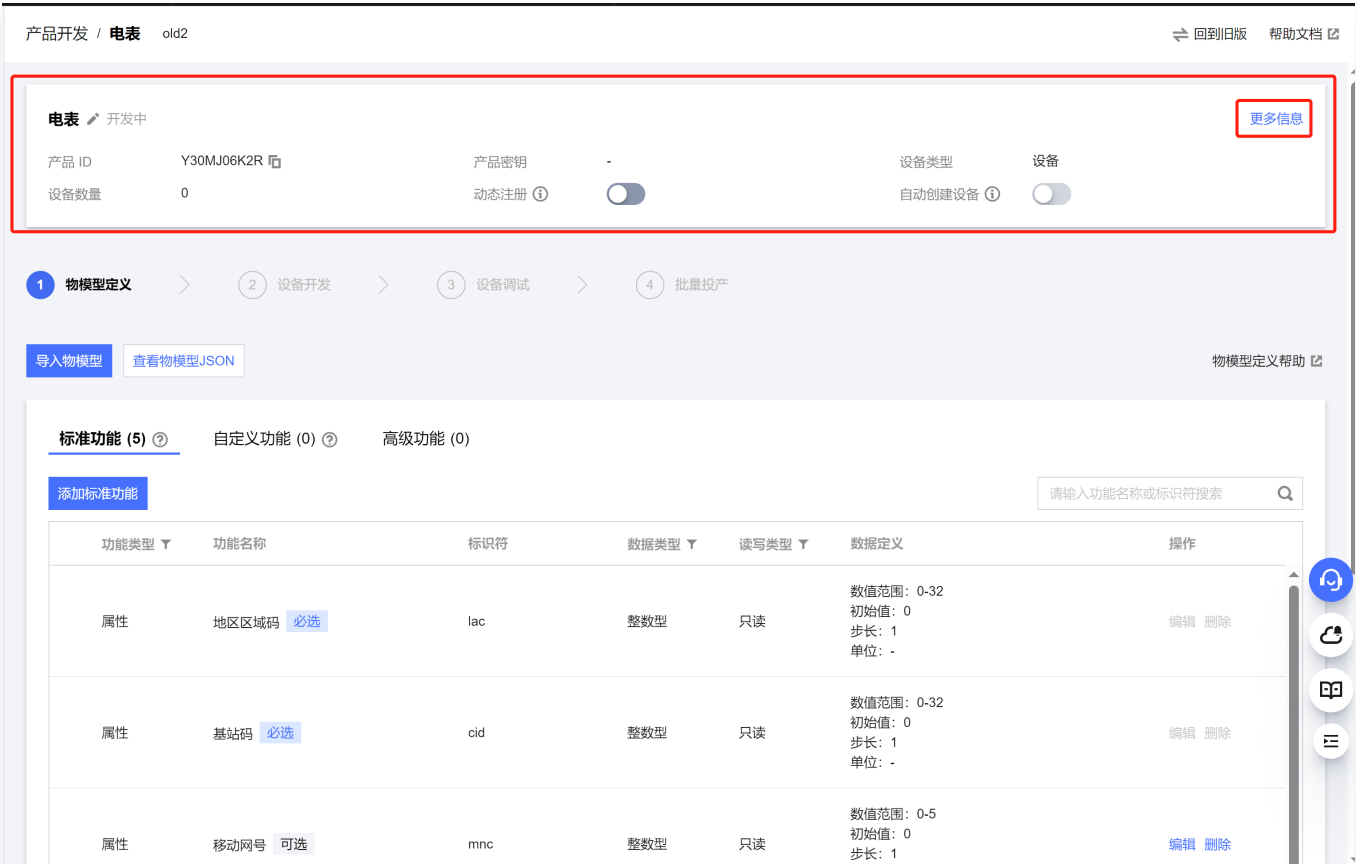 产品开发 / 电表 old2 回到旧版 帮助文档
电表 开发中 更多信息
产品 ID Y30MJ06K2R 产品密钥 - 设备类型 设备
设备数量 0 动态注册 自动创建设备
1 物模型定义 2 设备开发 3 设备调试 4 批量投产
导入物模型 查看物模型JSON 物模型定义帮助
标准功能 (5) 自定义功能 (0) 高级功能 (0)
添加标准功能 请输入功能名称或标识符搜索
功能类型 功能名称 标识符 数据类型 读写类型 数据定义 操作
数值范围：0-32
初始值：0
属性 地区区域码 必选 lac 整数型 只读 编辑 删除
步长：1
单位：-
数值范围：0-32
初始值：0
属性 基站码 必选 cid 整数型 只读 编辑 删除
步长：1
单位：-
数值范围：0-5
初始值：0
属性 移动网号 可选 mnc 整数型 只读 编辑 删除
步长：1